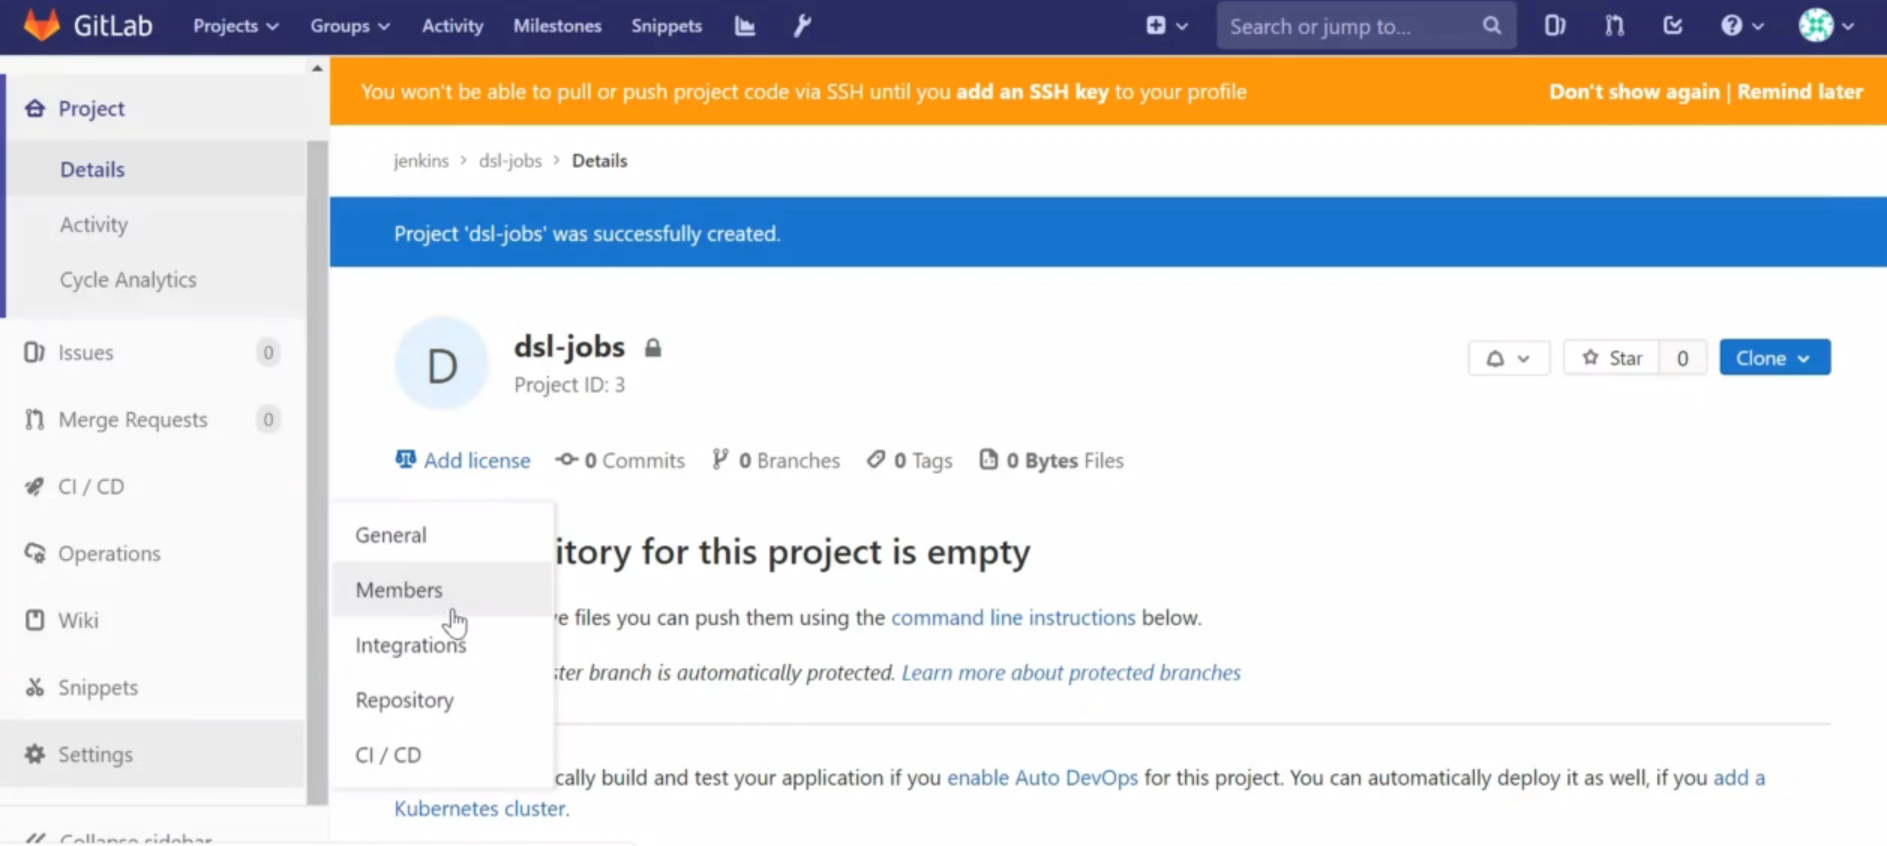 GitLab Projects Groups Activity Milestones Snippets Search or jump to...
You won't be able to pull or push project code via SSH until you add an SSH key to your profile Don't show again | Remind later
Project
Details
Activity
Cycle Analytics
Issues 0
Merge Requests 0
CI / CD
Operations
Wiki
Snippets
Settings
Collapse sidebar
jenkins > dsl-jobs > Details
Project 'dsl-jobs' was successfully created.
D
dsl-jobs
Project ID: 3
Star 0 Clone
Add license 0 Commits 0 Branches 0 Tags 0 Bytes Files
General
Members
Integrations
Repository
CI / CD
itory for this project is empty
e files you can push them using the command line instructions below.
ter branch is automatically protected. Learn more about protected branches
cally build and test your application if you enable Auto DevOps for this project. You can automatically deploy it as well, if you add a
Kubernetes cluster.